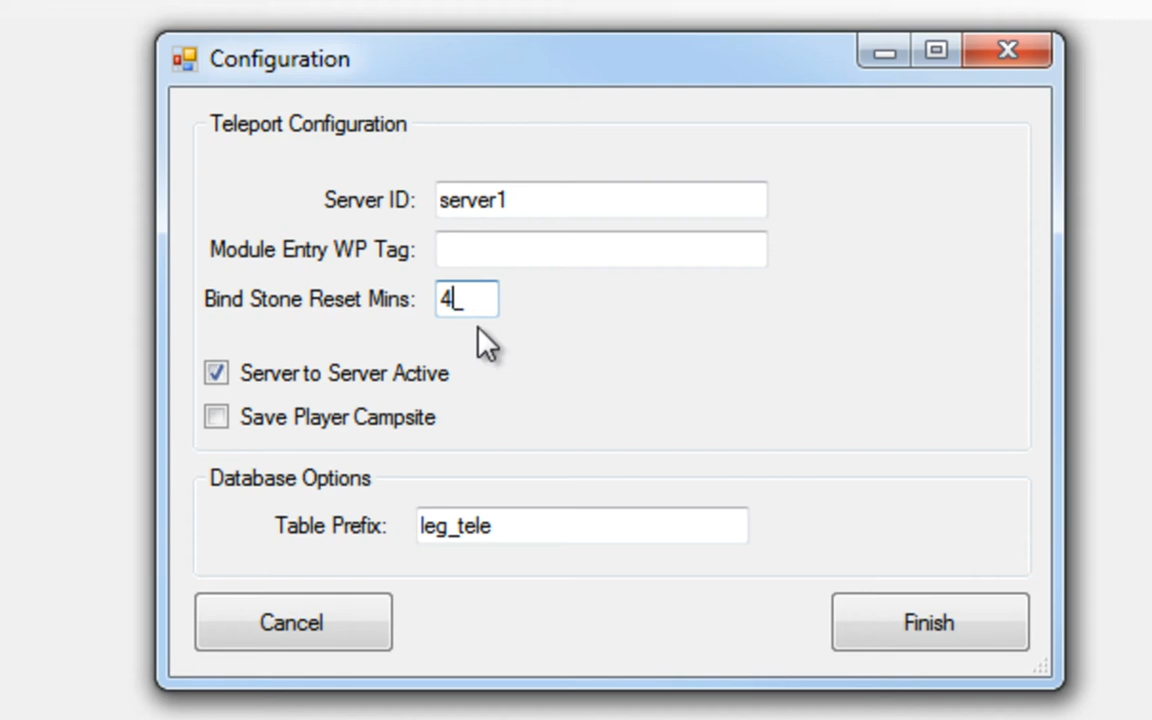 Configuration
Teleport Configuration
Server ID: server1
Module Entry WP Tag:
Bind Stone Reset Mins: 4_
Server to Server Active
Save Player Campsite
Database Options
Table Prefix: leg_tele
Cancel Finish